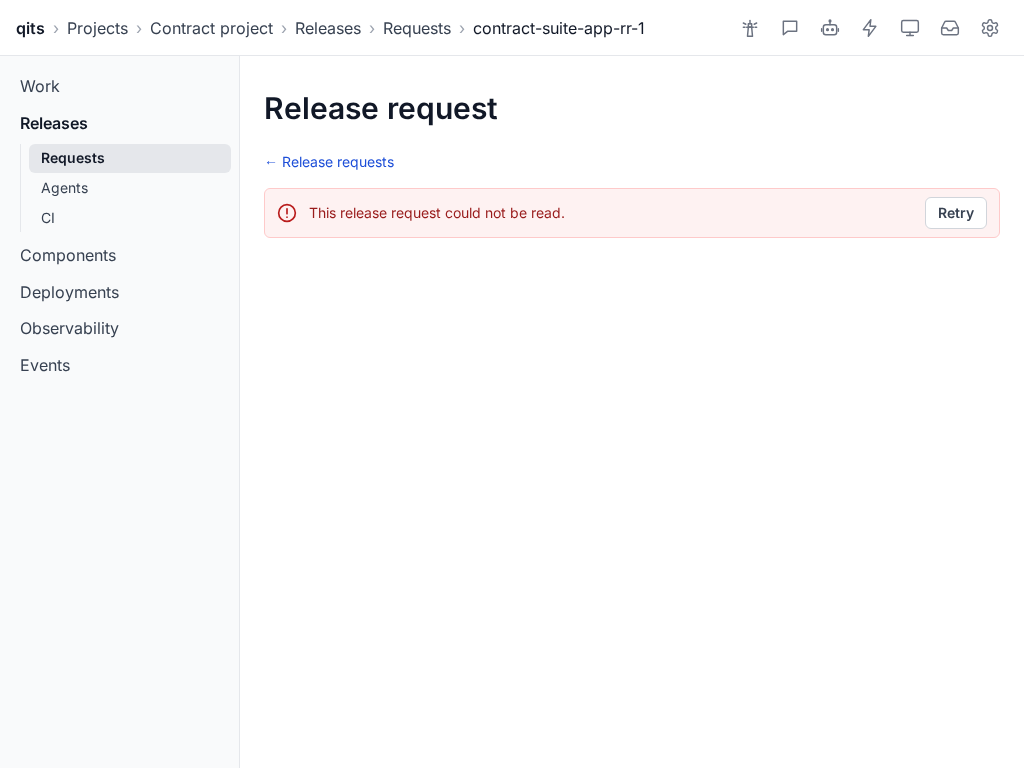 qits › Projects › Contract project › Releases › Requests › contract-suite-app-rr-1
Work
Releases
Requests
Agents
CI
Components
Deployments
Observability
Events
Release request
← Release requests
This release request could not be read.
Retry